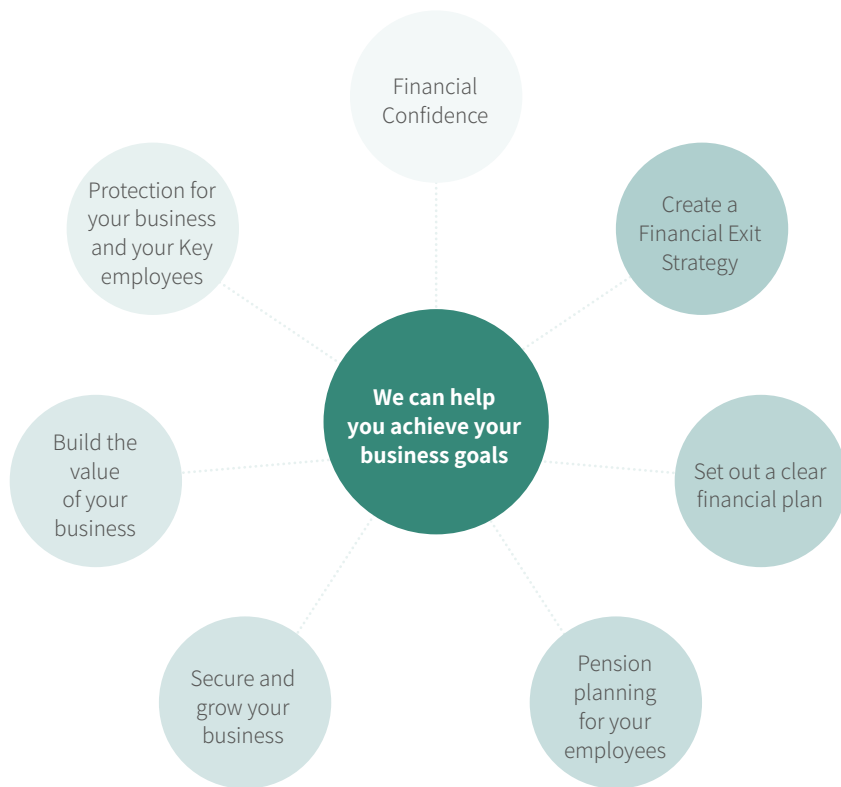 Financial
Confidence
Create a
Financial Exit
Strategy
Protection for
your business
and your Key
employees
We can help
you achieve your
business goals
Build the
value
of your
business
Set out a clear
financial plan
Secure and
grow your
business
Pension
planning
for your
employees